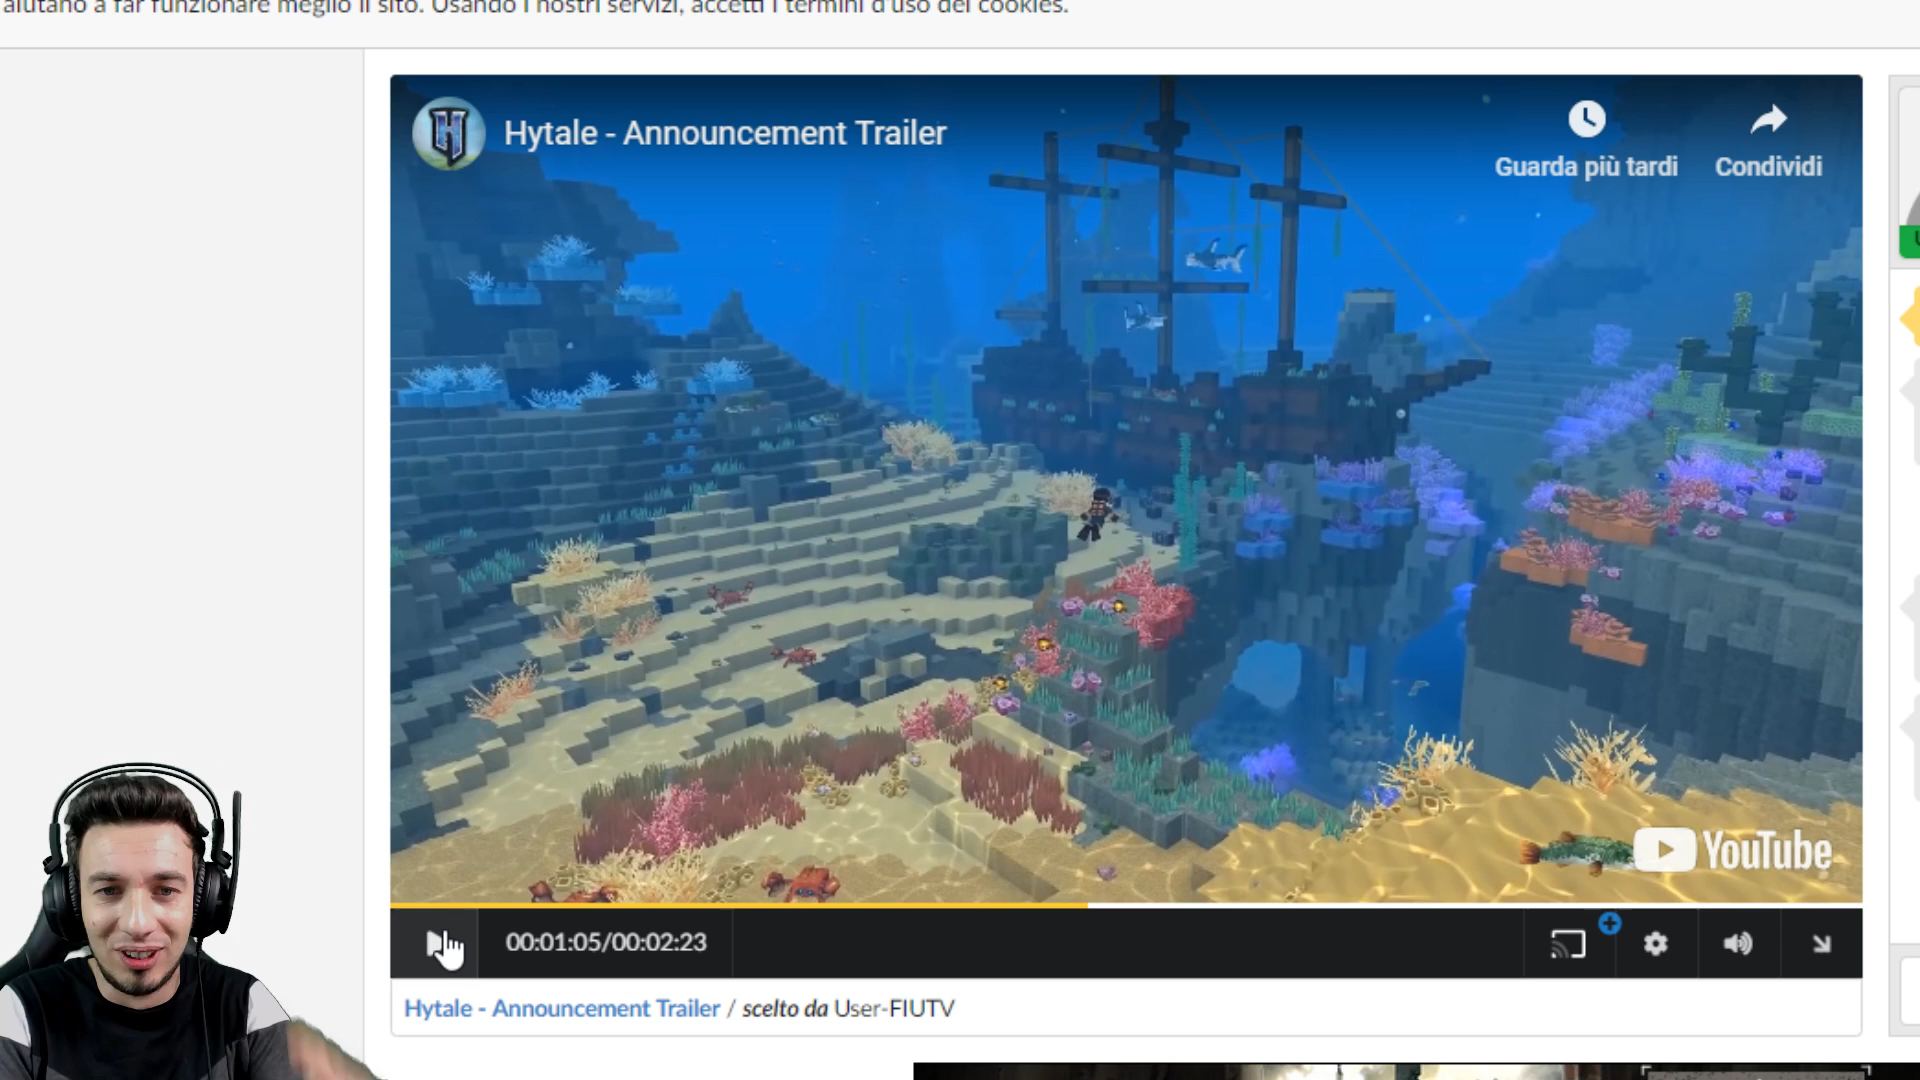 aiutano a far funzionare meglio il sito. Usando i nostri servizi, accetti i termini d'uso dei cookies.
Hytale - Announcement Trailer
Guarda più tardi
Condividi
YouTube
00:01:05/00:02:23
Hytale - Announcement Trailer / scelto da User-FIUTV